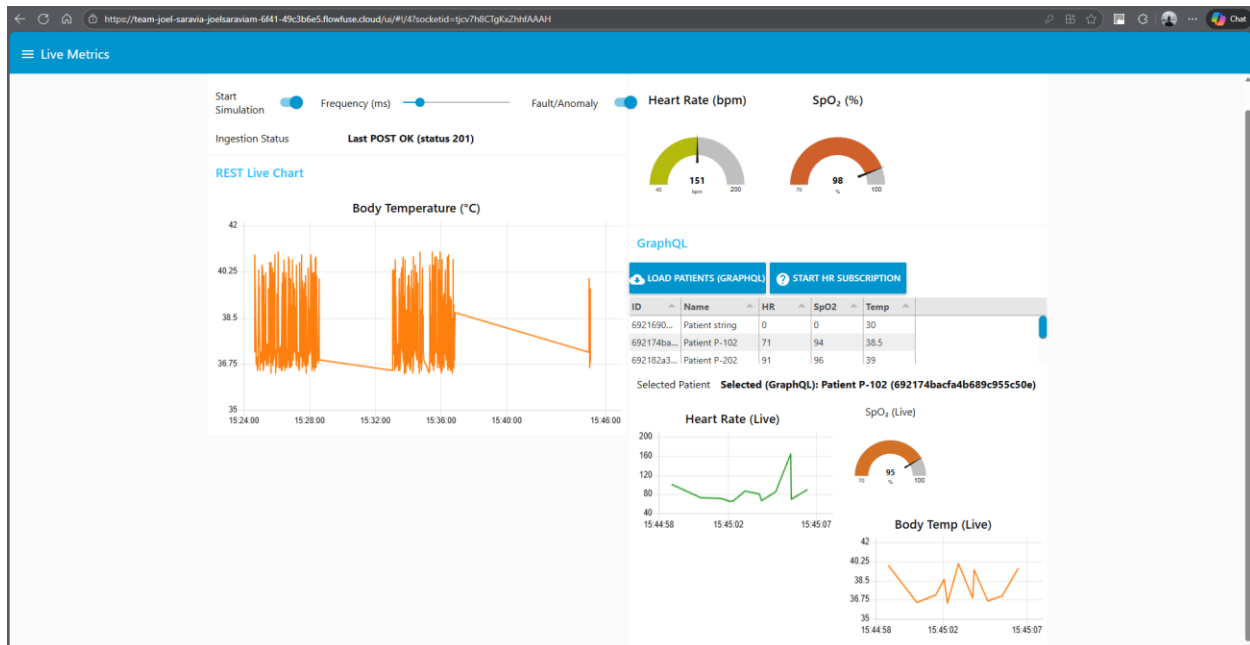 https://team-joel-saravia-joelsaraviam-6f41-49c3b6e5.flowfuse.cloud/ui/#!/4?socketid=tjcv7h8CTgKxZhhfAAAH
Chat
Live Metrics
Start
Simulation
Frequency (ms)
Fault/Anomaly
Ingestion Status
Last POST OK (status 201)
REST Live Chart
Body Temperature (°C)
42
40.25
38.5
36.75
35
15:24:00
15:28:00
15:32:00
15:36:00
15:40:00
15:46:00
Heart Rate (bpm)
151
40
bpm
200
SpO₂ (%)
98
70
%
100
GraphQL
LOAD PATIENTS (GRAPHQL)
START HR SUBSCRIPTION
ID Name HR SpO2 Temp
6921690... Patient string 0 0 30
692174ba... Patient P-102 71 94 38.5
692182a3... Patient P-202 91 96 39
Selected Patient Selected (GraphQL): Patient P-102 (692174bacfa4b689c955c50e)
Heart Rate (Live)
200
160
120
80
40
15:44:58
15:45:02
15:45:07
SpO₂ (Live)
95
70
%
100
Body Temp (Live)
42
40.25
38.5
36.75
35
15:44:58
15:45:02
15:45:07